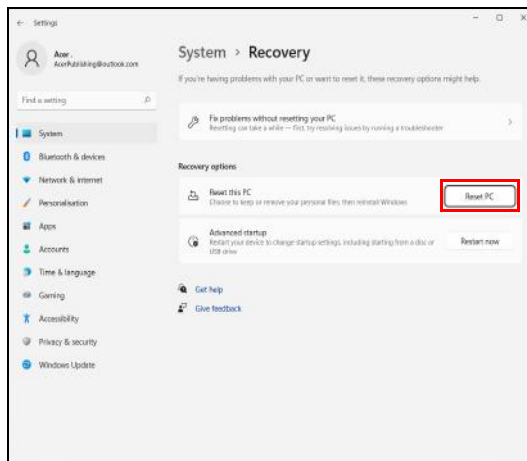 Settings
Acer .
AcerPublishing@outlook.com
Find a setting
System
Bluetooth & devices
Network & internet
Personalisation
Apps
Accounts
Time & language
Gaming
Accessibility
Privacy & security
Windows Update
System > Recovery
If you're having problems with your PC or want to reset it, these recovery options might help.
Fix problems without resetting your PC
Resetting can take a while — first, try resolving issues by running a troubleshooter
Recovery options
Reset this PC
Choose to keep or remove your personal files, then reinstall Windows
Reset PC
Advanced startup
Restart your device to change startup settings, including starting from a disc or
USB drive
Restart now
Get help
Give feedback